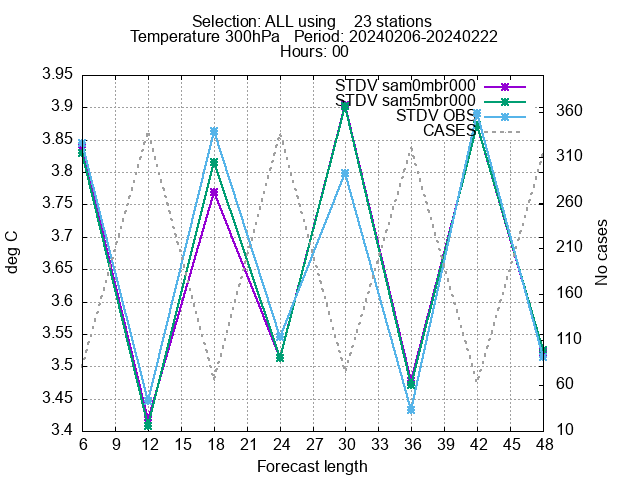 Selection: ALL using    23 stations
Temperature 300hPa   Period: 20240206-20240222
Hours: 00
STDV sam0mbr000
STDV sam5mbr000
STDV OBS
CASES
deg C
3.95
3.9
3.85
3.8
3.75
3.7
3.65
3.6
3.55
3.5
3.45
3.4
360
310
260
210
160
110
60
10
No cases
6 9 12 15 18 21 24 27 30 33 36 39 42 45 48
Forecast length